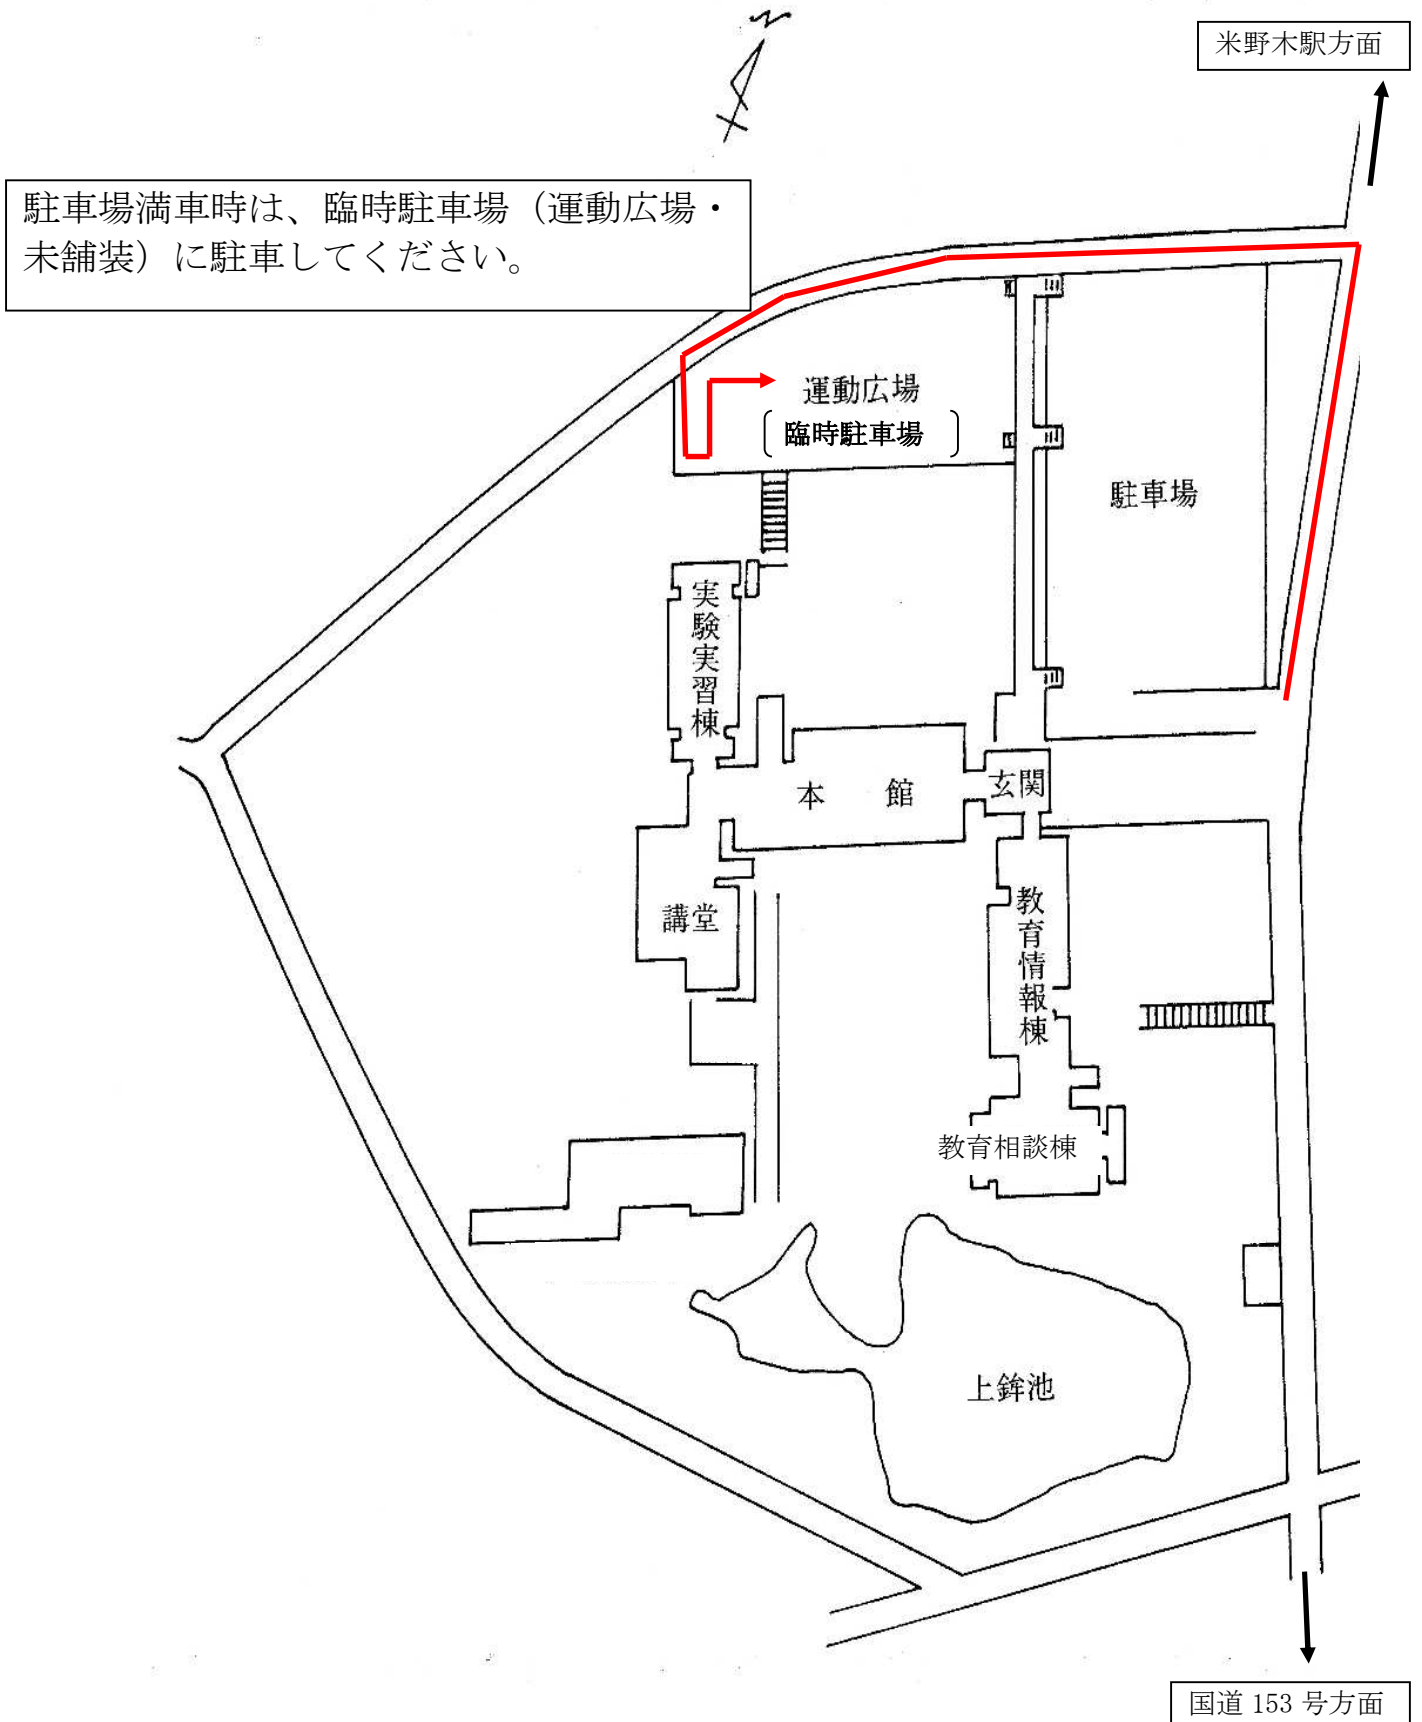 N
米野木駅方面
駐車場満車時は、臨時駐車場（運動広場・
未舗装）に駐車してください。
運動広場
〔臨時駐車場〕
駐車場
実験実習棟
本　館
玄関
講堂
教育情報棟
教育相談棟
上鉾池
国道 153 号方面